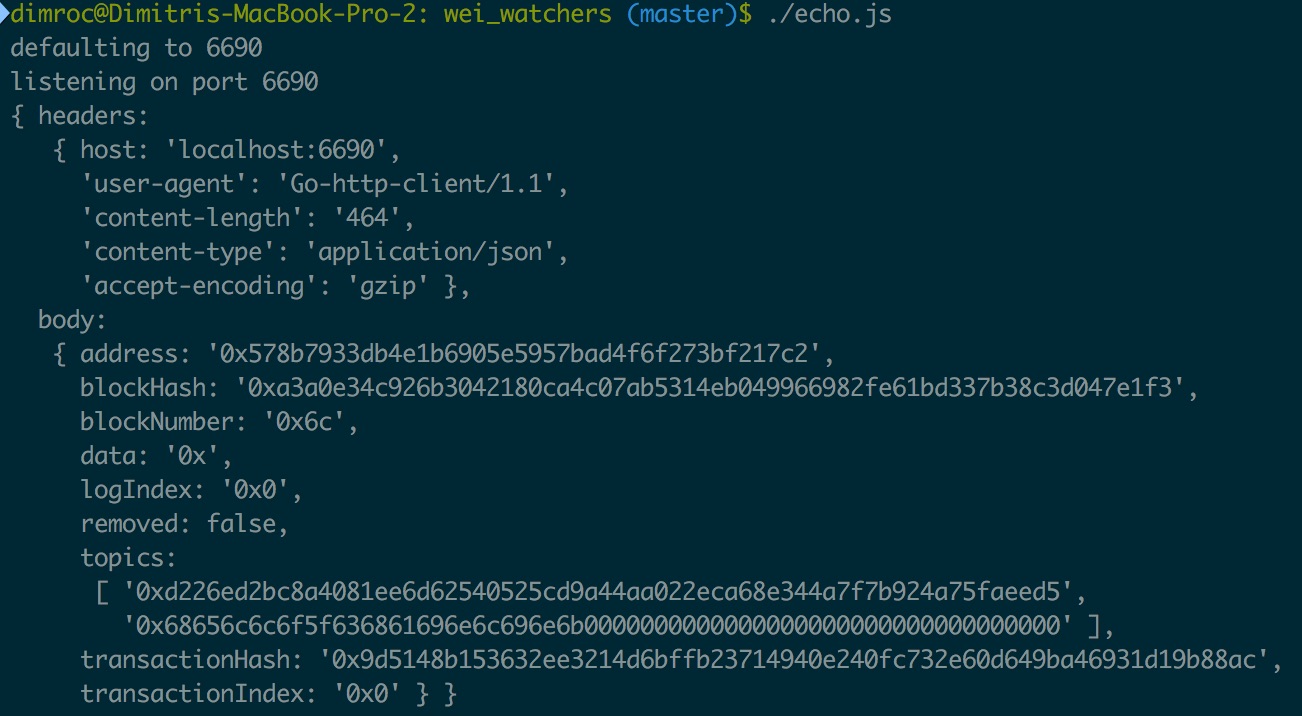 dimroc@Dimitris-MacBook-Pro-2: wei_watchers (master)$ ./echo.js
defaulting to 6690
listening on port 6690
{ headers:
   { host: 'localhost:6690',
     'user-agent': 'Go-http-client/1.1',
     'content-length': '464',
     'content-type': 'application/json',
     'accept-encoding': 'gzip' },
  body:
   { address: '0x578b7933db4e1b6905e5957bad4f6f273bf217c2',
     blockHash: '0xa3a0e34c926b3042180ca4c07ab5314eb049966982fe61bd337b38c3d047e1f3',
     blockNumber: '0x6c',
     data: '0x',
     logIndex: '0x0',
     removed: false,
     topics:
      [ '0xd226ed2bc8a4081ee6d62540525cd9a44aa022eca68e344a7f7b924a75faeed5',
        '0x68656c6c6f5f636861696e6c696e6b0000000000000000000000000000000000' ],
     transactionHash: '0x9d5148b153632ee3214d6bffb23714940e240fc732e60d649ba46931d19b88ac',
     transactionIndex: '0x0' } }